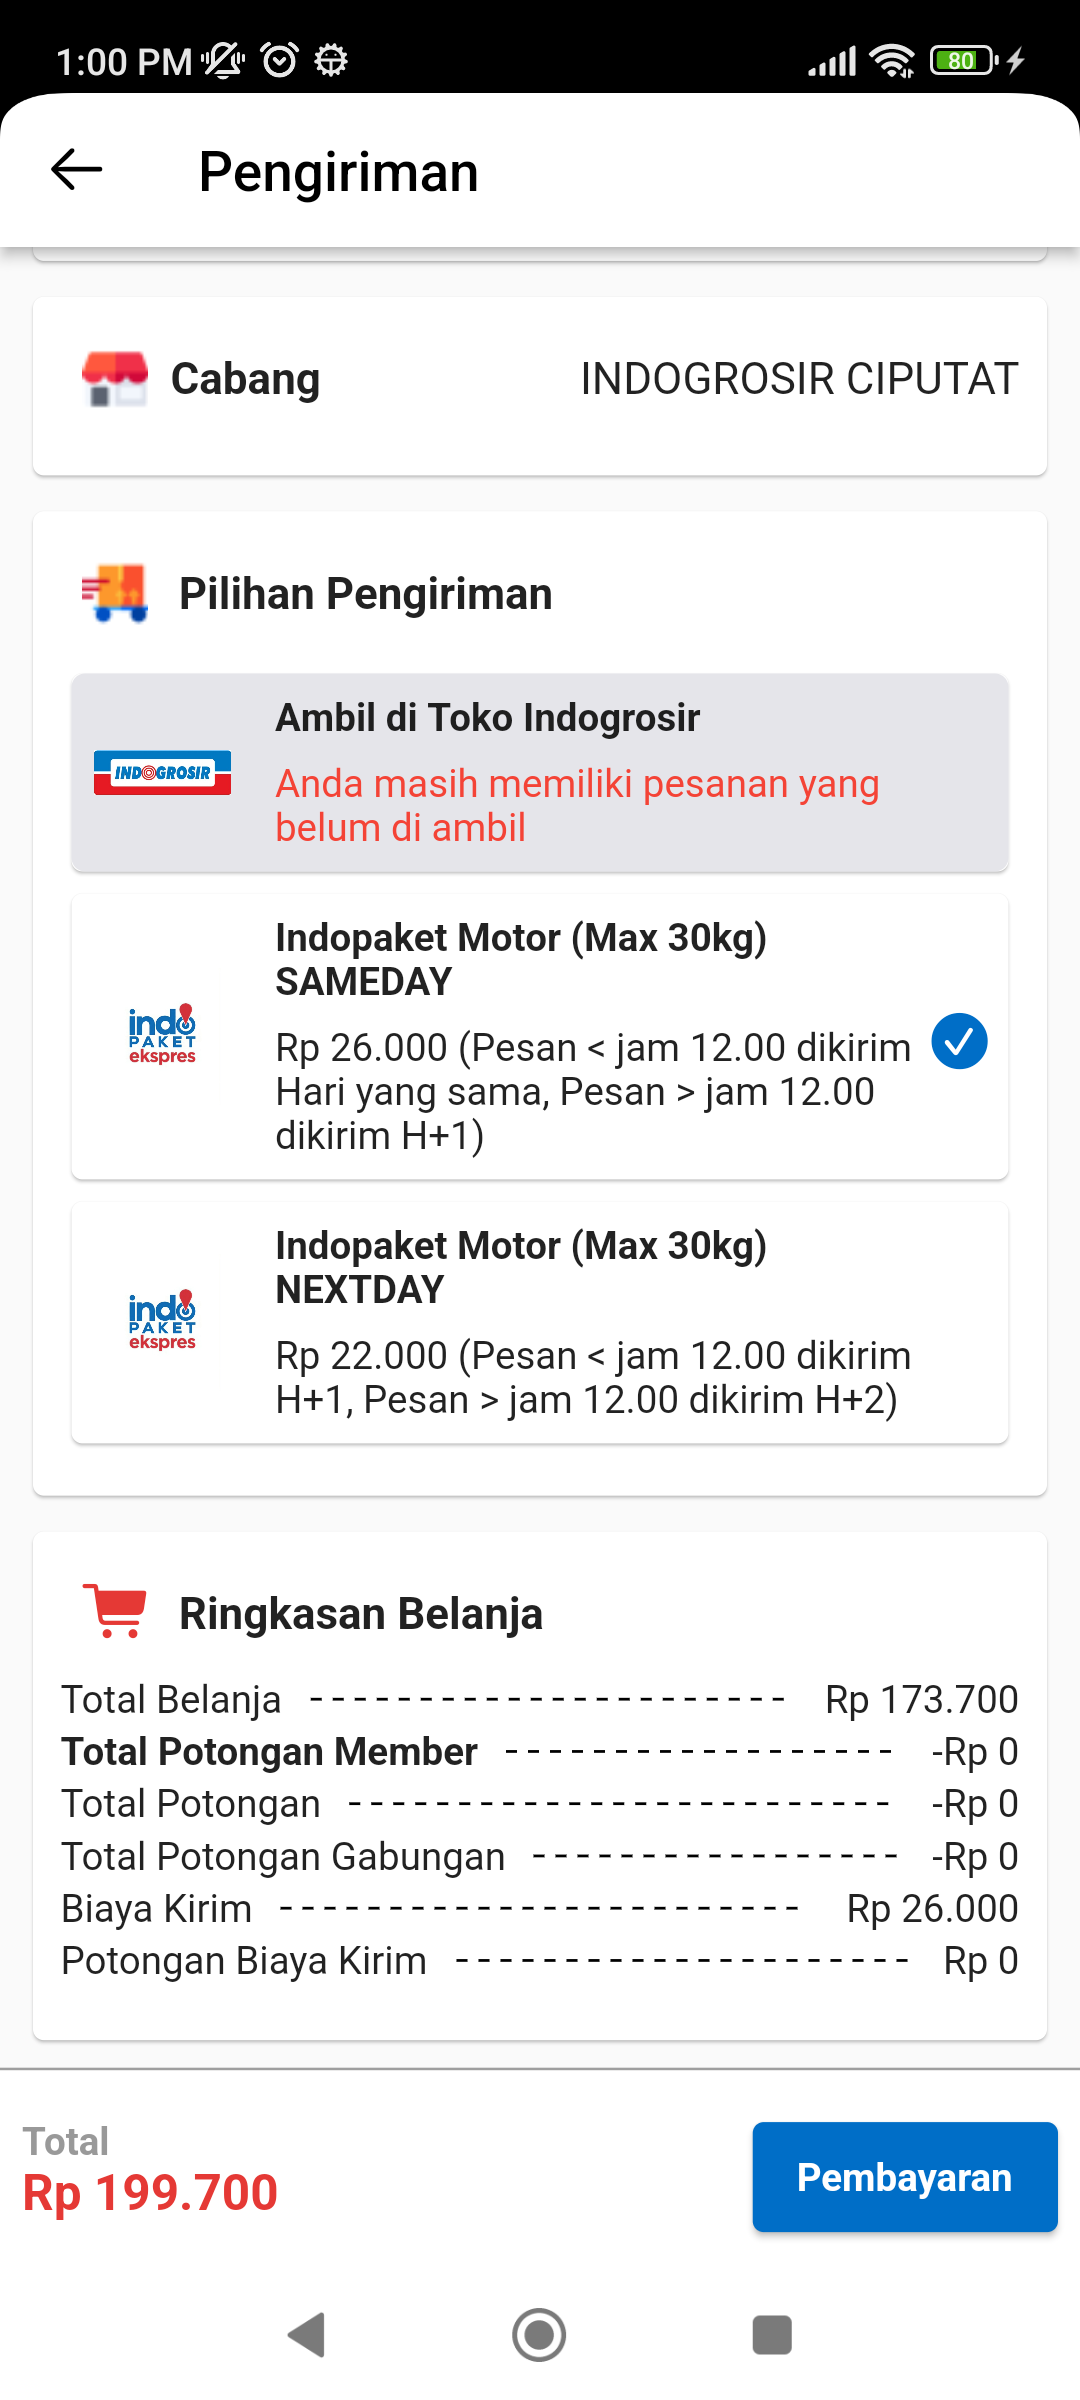 1:00 PM
80
Pengiriman
Cabang
INDOGROSIR CIPUTAT
Pilihan Pengiriman
INDOGROSIR
Ambil di Toko Indogrosir
Anda masih memiliki pesanan yang
belum di ambil
Indopaket Motor (Max 30kg)
SAMEDAY
indo
PAKET
ekspres
Rp 26.000 (Pesan < jam 12.00 dikirim
Hari yang sama, Pesan > jam 12.00
dikirim H+1)
Indopaket Motor (Max 30kg)
NEXTDAY
indo
PAKET
ekspres
Rp 22.000 (Pesan < jam 12.00 dikirim
H+1, Pesan > jam 12.00 dikirim H+2)
Ringkasan Belanja
Total Belanja ---------------------- Rp 173.700
Total Potongan Member ------------------ -Rp 0
Total Potongan ------------------------- -Rp 0
Total Potongan Gabungan ----------------- -Rp 0
Biaya Kirim ------------------------ Rp 26.000
Potongan Biaya Kirim --------------------- Rp 0
Total
Rp 199.700
Pembayaran